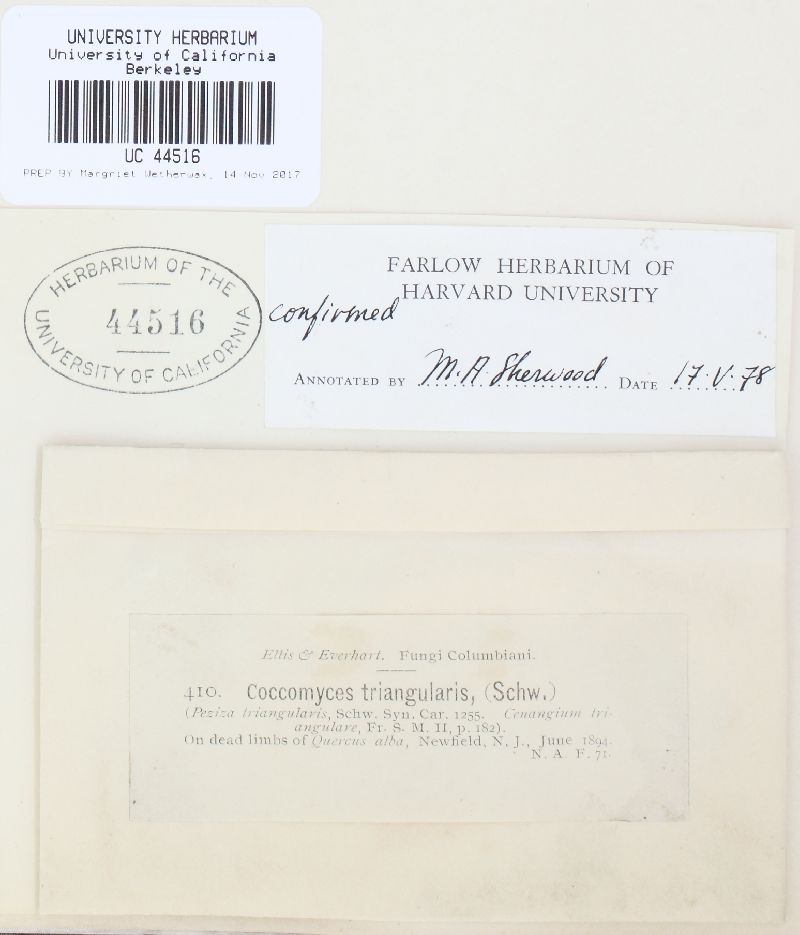 UNIVERSITY HERBARIUM
University of California
Berkeley
UC 44516
PREP BY Margriet Wetherwax, 14 Nov 2017
HERBARIUM OF THE
44516
UNIVERSITY OF CALIFORNIA
FARLOW HERBARIUM OF
HARVARD UNIVERSITY
confirmed
ANNOTATED BY M.A. Sherwood DATE 17.V.78
Ellis & Everhart. Fungi Columbiani.
410. Coccomyces triangularis, (Schw.)
(Peziza triangularis, Schw. Syn. Car. 1255. Cenangium tri-
angulare, Fr. S. M. II, p. 182).
On dead limbs of Quercus alba, Newfield, N. J., June 1894.
N. A. F. 71.